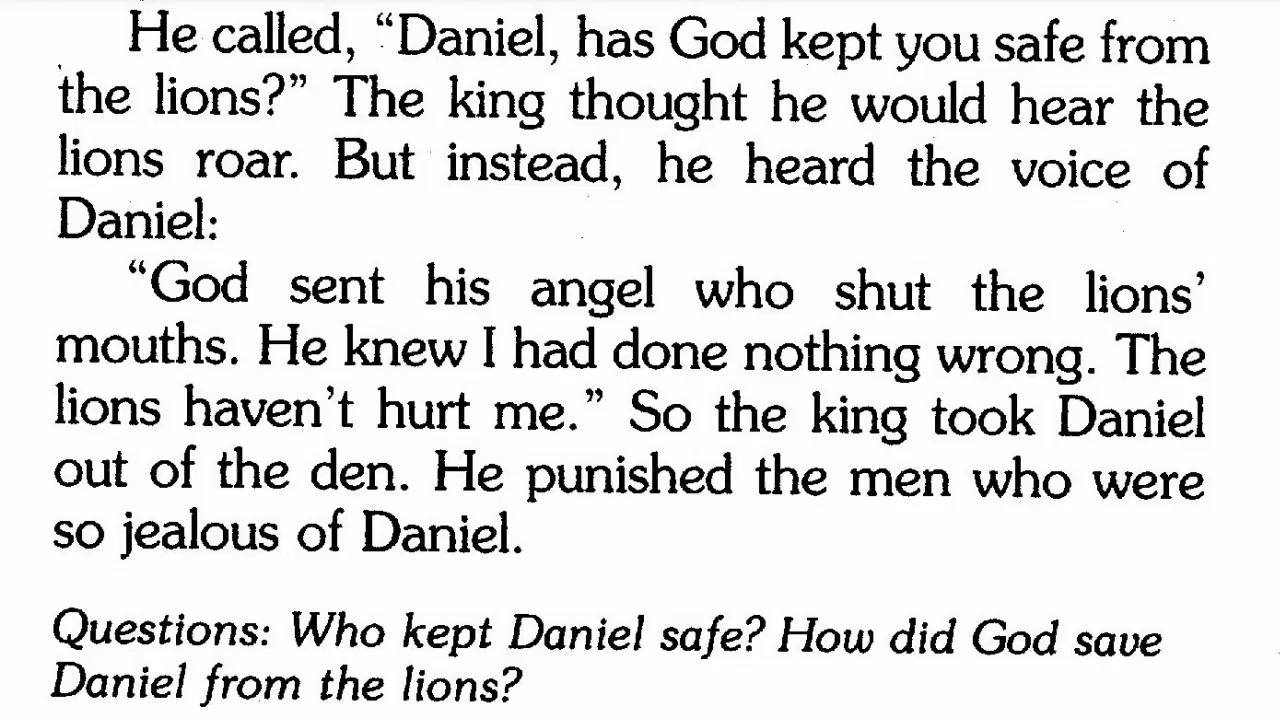 He called, “Daniel, has God kept you safe from
the lions?” The king thought he would hear the
lions roar. But instead, he heard the voice of
Daniel:
“God sent his angel who shut the lions’
mouths. He knew I had done nothing wrong. The
lions haven’t hurt me.” So the king took Daniel
out of the den. He punished the men who were
so jealous of Daniel.
Questions: Who kept Daniel safe? How did God save
Daniel from the lions?